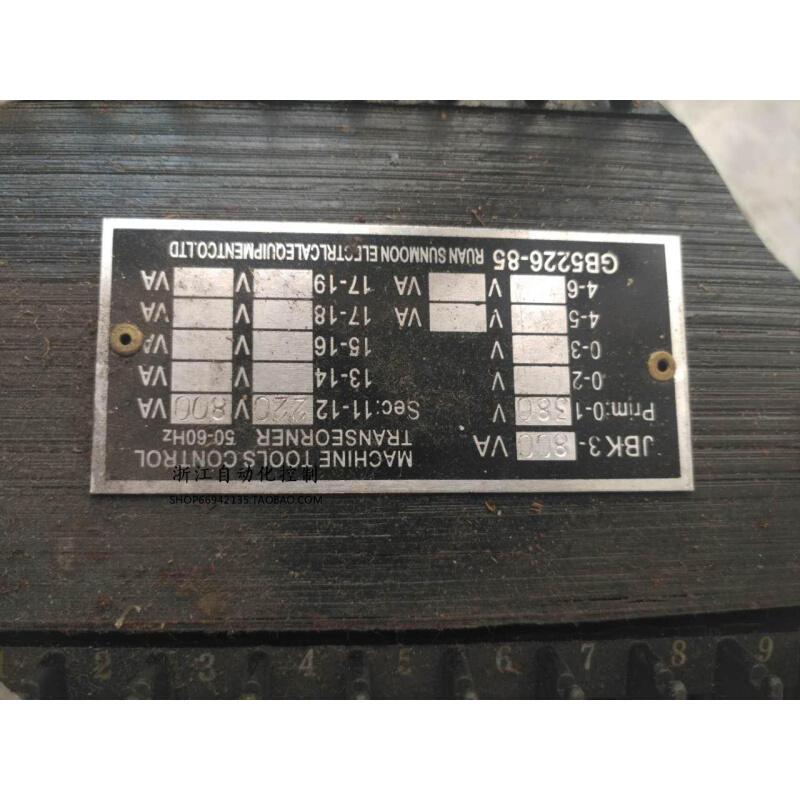 JBK3-800 VA
MACHINE TOOLS CONTROL
TRANSEORNER 50-60Hz
Prim:0-1 380 V
Sec:11-12 220 V 800 VA
0-2 V
13-14 V VA
0-3 V
15-16 V VA
4-5 V VA
17-18 V VA
4-6 V VA
17-19 V VA
GB5226-85 RUAN SUNMOON ELECTRLCALEQUIPMENTCO.LTD
浙江自动化控制
SHOP66942135.TAOBAO.COM
1 2 3 4 5 6 7 8 9